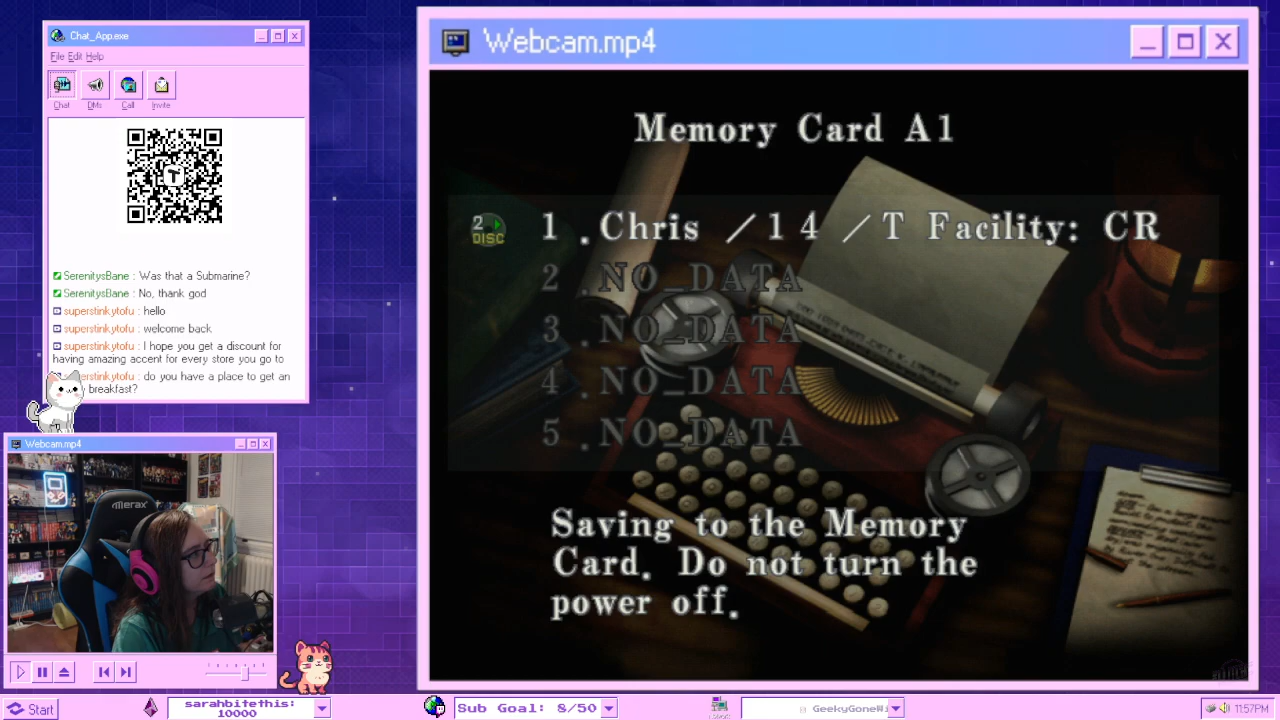 Chat_App.exe
File Edit Help
Chat
DMs
Call
Invite
SerenitysBane : Was that a Submarine?
SerenitysBane : No, thank god
superstinkytofu : hello
superstinkytofu : welcome back
superstinkytofu : I hope you get a discount for
having amazing accent for every store you go to
superstinkytofu : do you have a place to get an
breakfast?
Webcam.mp4
merax
Webcam.mp4
Memory Card A1
2 DISC
1 .Chris /14 /T Facility: CR
2 .NO_DATA
3 .NO_DATA
4 .NO_DATA
5 .NO_DATA
Saving to the Memory
Card. Do not turn the
power off.
Start
sarahbitethis:
10000
Sub Goal: 8/50
GeekyGoneWi
11:57PM